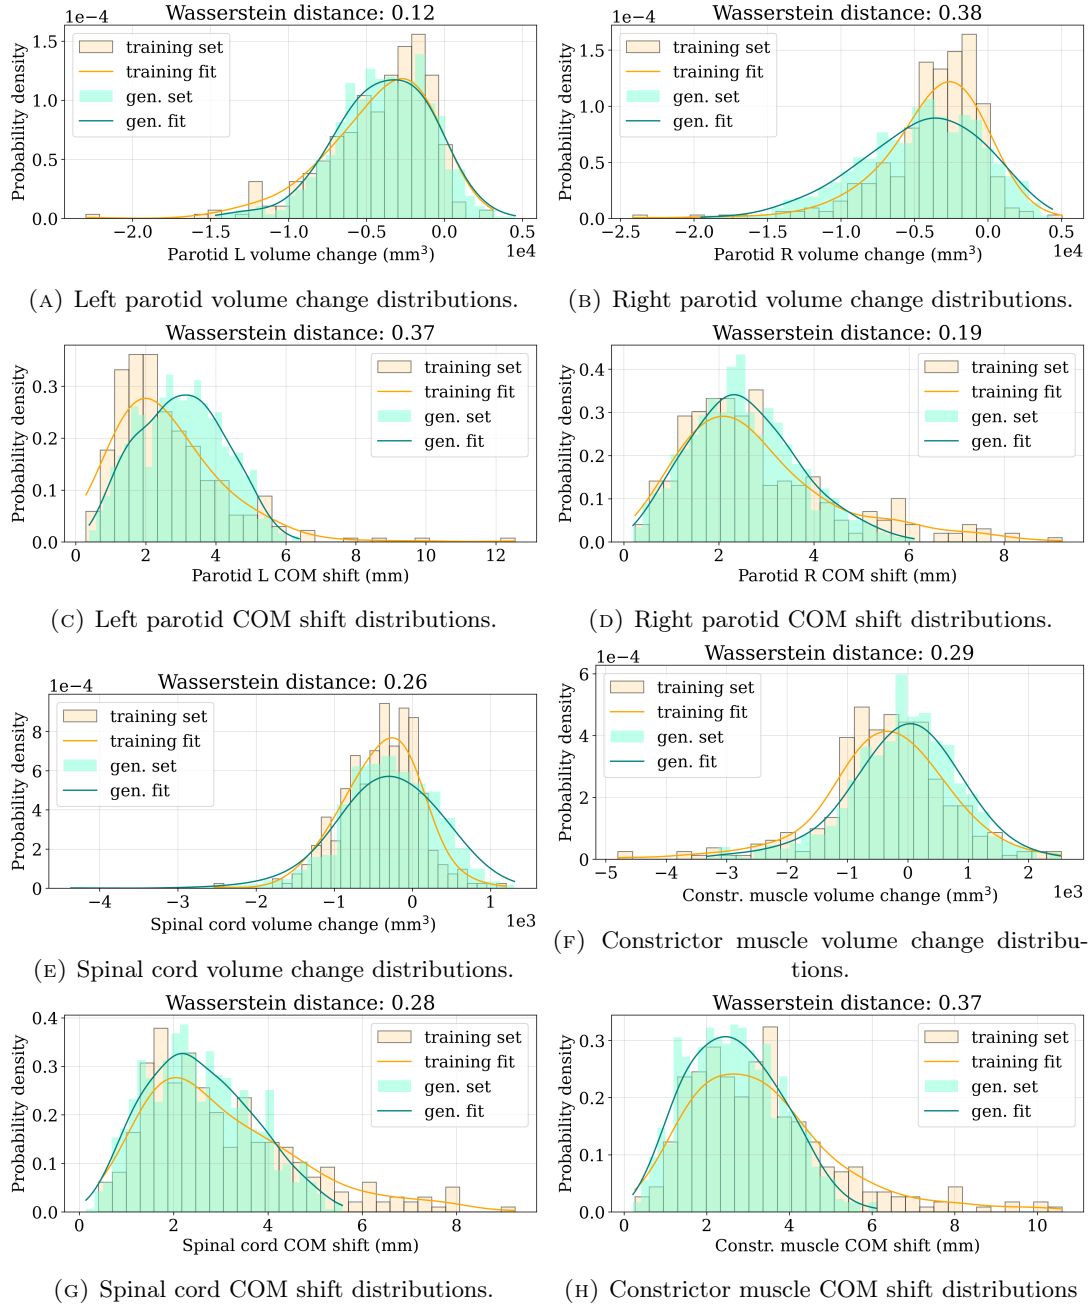 Wasserstein distance: 0.12
1e−4
Probability density
1.5
1.0
0.5
0.0
training set
training fit
gen. set
gen. fit
−2.0 −1.5 −1.0 −0.5 0.0 0.5
1e4
Parotid L volume change (mm³)
(A) Left parotid volume change distributions.
Wasserstein distance: 0.38
1e−4
Probability density
1.5
1.0
0.5
0.0
training set
training fit
gen. set
gen. fit
−2.5 −2.0 −1.5 −1.0 −0.5 0.0 0.5
1e4
Parotid R volume change (mm³)
(B) Right parotid volume change distributions.
Wasserstein distance: 0.37
Probability density
0.3
0.2
0.1
0.0
training set
training fit
gen. set
gen. fit
0 2 4 6 8 10 12
Parotid L COM shift (mm)
(C) Left parotid COM shift distributions.
Wasserstein distance: 0.19
Probability density
0.4
0.3
0.2
0.1
0.0
training set
training fit
gen. set
gen. fit
0 2 4 6 8
Parotid R COM shift (mm)
(D) Right parotid COM shift distributions.
Wasserstein distance: 0.26
1e−4
Probability density
8
6
4
2
0
training set
training fit
gen. set
gen. fit
−4 −3 −2 −1 0 1
1e3
Spinal cord volume change (mm³)
(E) Spinal cord volume change distributions.
Wasserstein distance: 0.29
1e−4
Probability density
6
4
2
0
training set
training fit
gen. set
gen. fit
−5 −4 −3 −2 −1 0 1 2
1e3
Constr. muscle volume change (mm³)
(F) Constrictor muscle volume change distribu-
tions.
Wasserstein distance: 0.28
Probability density
0.4
0.3
0.2
0.1
0.0
training set
training fit
gen. set
gen. fit
0 2 4 6 8
Spinal cord COM shift (mm)
(G) Spinal cord COM shift distributions.
Wasserstein distance: 0.37
Probability density
0.3
0.2
0.1
0.0
training set
training fit
gen. set
gen. fit
0 2 4 6 8 10
Constr. muscle COM shift (mm)
(H) Constrictor muscle COM shift distributions